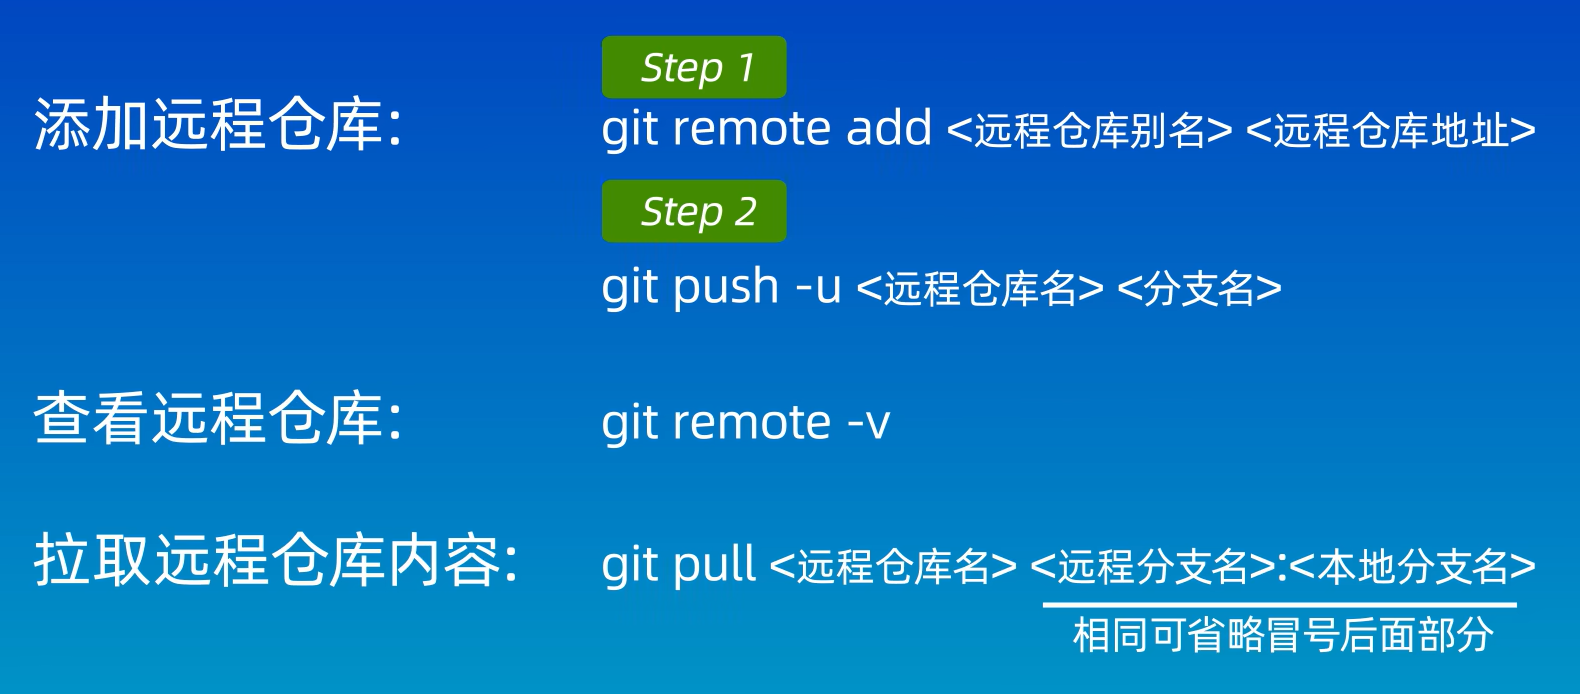 Step 1
添加远程仓库: git remote add <远程仓库别名> <远程仓库地址>
Step 2
git push -u <远程仓库名> <分支名>
查看远程仓库: git remote -v
拉取远程仓库内容: git pull <远程仓库名> <远程分支名>:<本地分支名>
相同可省略冒号后面部分